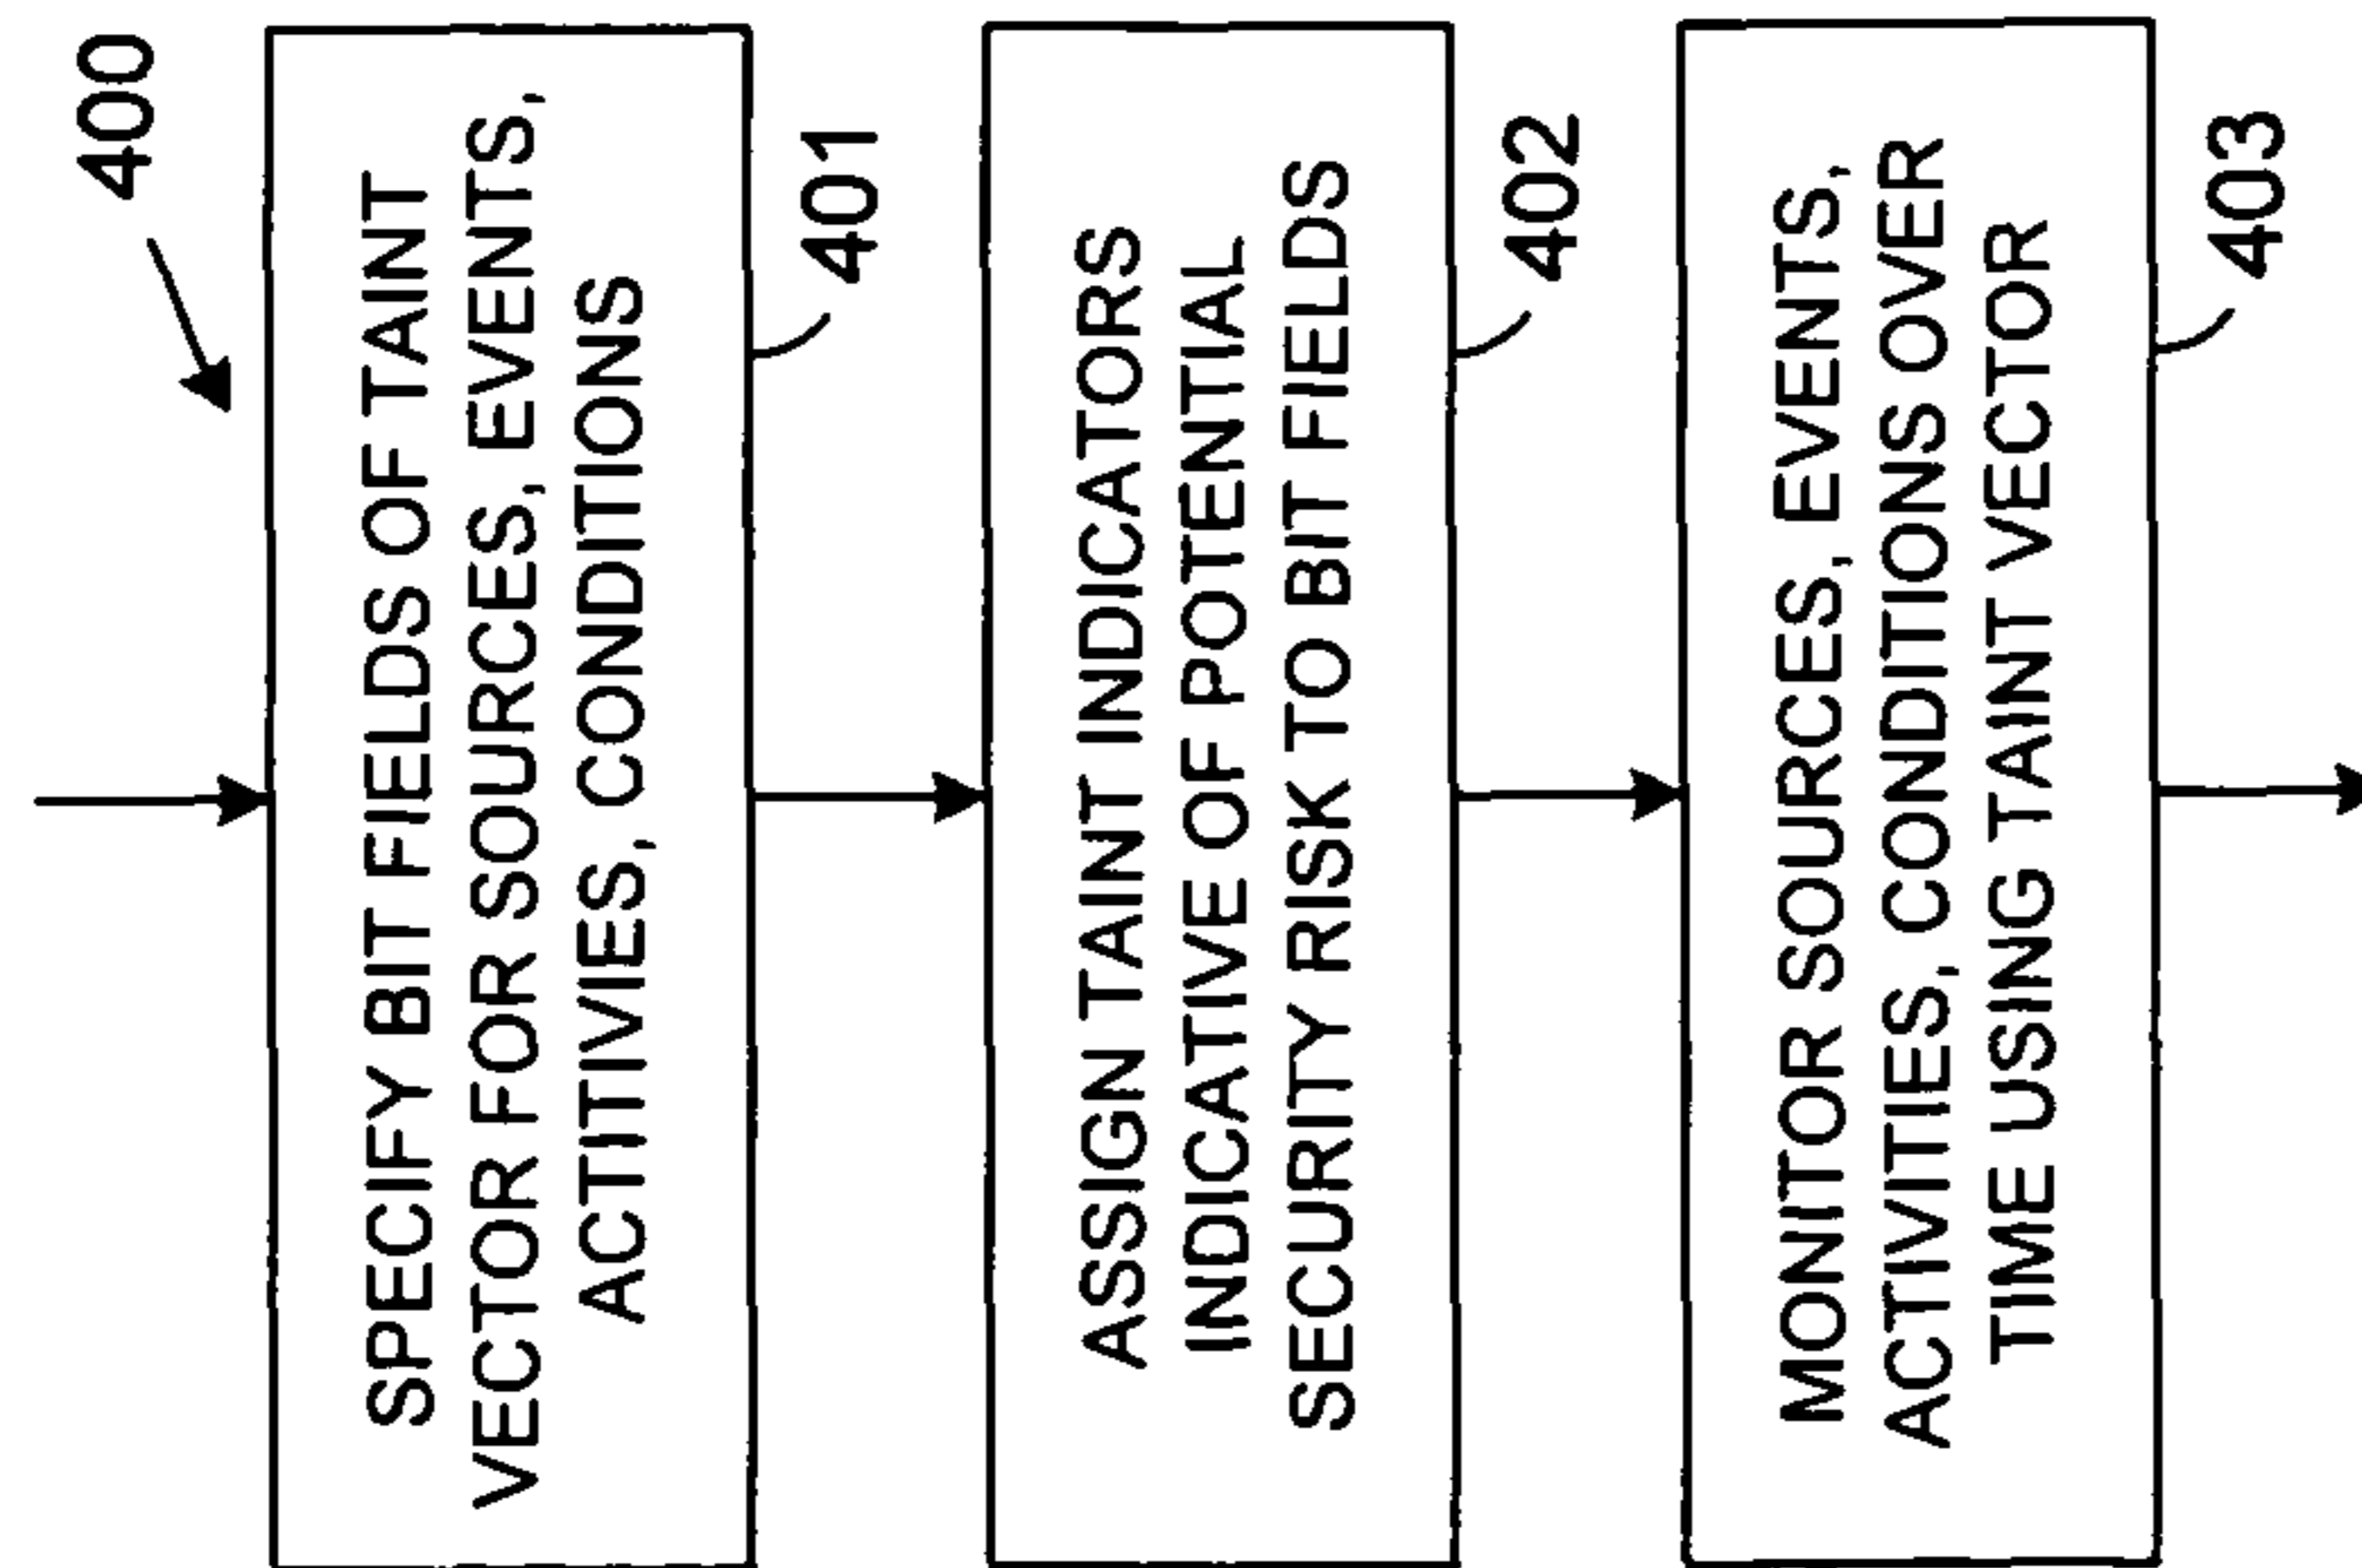 400
SPECIFY BIT FIELDS OF TAINT
VECTOR FOR SOURCES, EVENTS,
ACTITIVIES, CONDITIONS
401
ASSIGN TAINT INDICATORS
INDICATIVE OF POTENTIAL
SECURITY RISK TO BIT FIELDS
402
MONITOR SOURCES, EVENTS,
ACTIVITIES, CONDITIONS OVER
TIME USING TAINT VECTOR
403